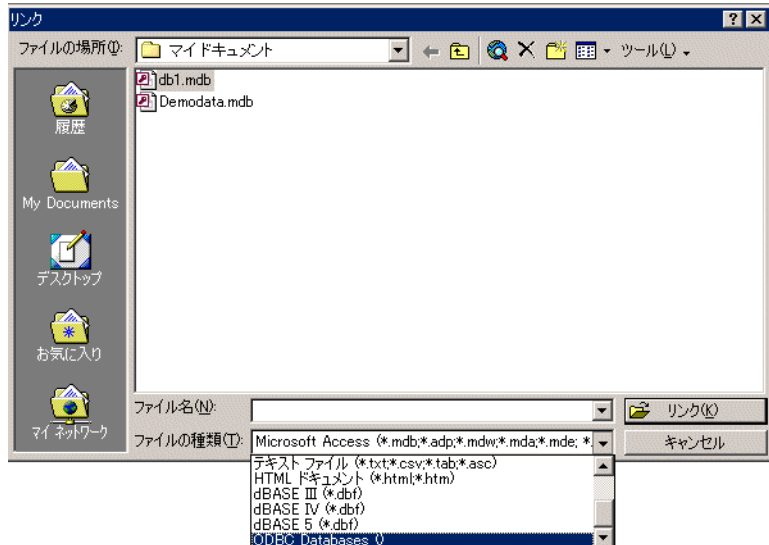 リンク
ファイルの場所(I):
マイ ドキュメント
ツール(L)
db1.mdb
Demodata.mdb
履歴
My Documents
デスクトップ
お気に入り
マイ ネットワーク
ファイル名(N):
リンク(K)
ファイルの種類(T):
Microsoft Access (*.mdb;*.adp;*.mdw;*.mda;*.mde; *.
キャンセル
テキスト ファイル (*.txt;*.csv;*.tab;*.asc)
HTML ドキュメント (*.html;*.htm)
dBASE III (*.dbf)
dBASE IV (*.dbf)
dBASE 5 (*.dbf)
ODBC Databases ()